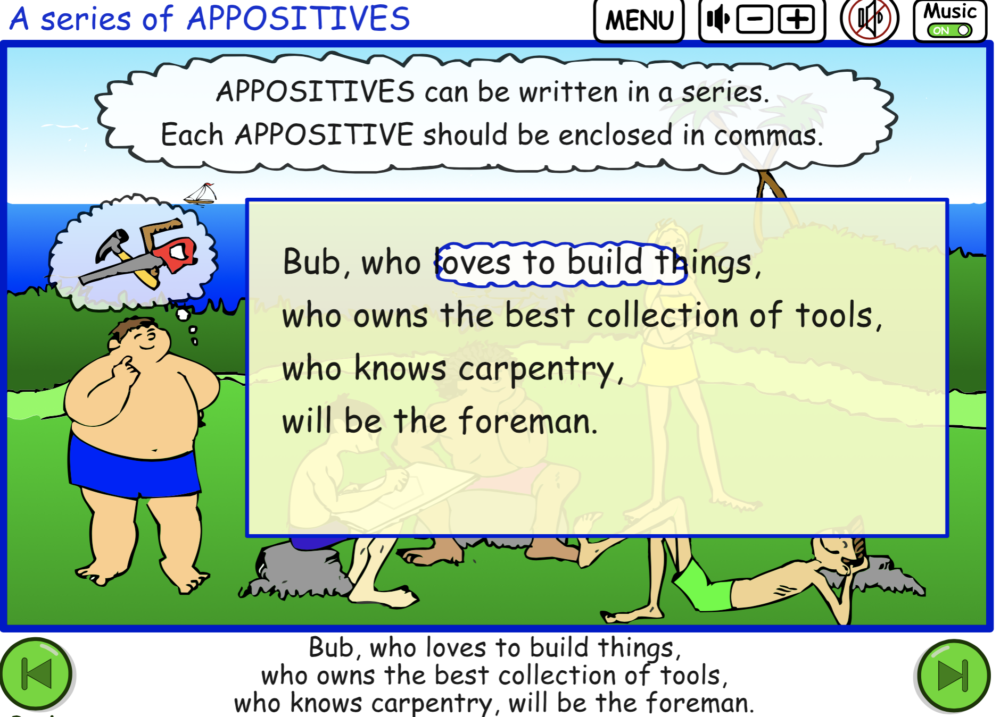 A series of APPOSITIVES
MENU
Music
ON
APPOSITIVES can be written in a series.
Each APPOSITIVE should be enclosed in commas.
Bub, who loves to build things,
who owns the best collection of tools,
who knows carpentry,
will be the foreman.
Bub, who loves to build things,
who owns the best collection of tools,
who knows carpentry, will be the foreman.